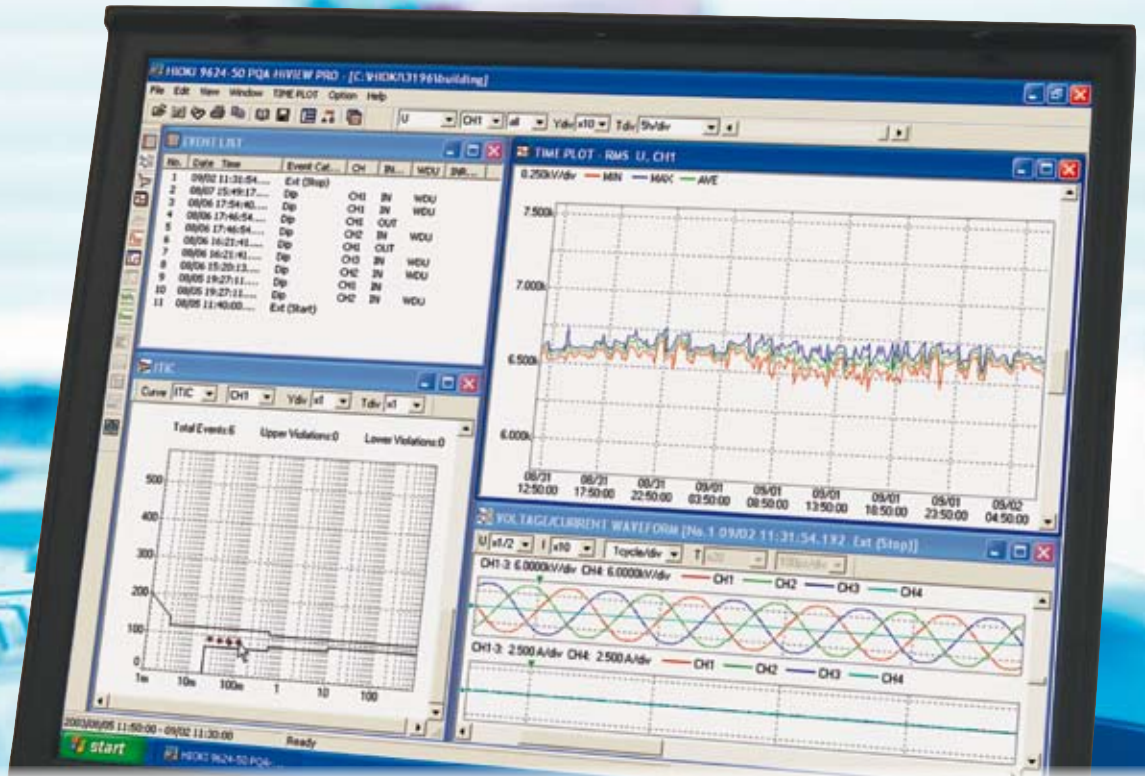 HIOKI 9624-50 PQA HiVIEW PRO - [C:\HIOKI\3196\building]
File Edit View Window TIME PLOT Option Help
U CH1 all Ydiv x10 Tdiv 5h/div
EVENT LIST
No. Date Time Event Cat... CH IN... WDU INR...
1 09/02 11:31:54.... Ext (Stop)
2 08/07 15:49:17.... Dip CH1 IN WDU
3 08/06 17:54:40.... Dip CH1 IN WDU
4 08/06 17:46:54.... Dip CH1 OUT
5 08/06 17:46:54.... Dip CH2 IN WDU
6 08/06 16:21:41.... Dip CH1 OUT
7 08/06 16:21:41.... Dip CH3 IN WDU
8 08/06 15:20:13.... Dip CH2 IN WDU
9 08/05 19:27:11.... Dip CH1 IN
10 08/05 19:27:11.... Dip CH2 IN WDU
11 08/05 11:40:00.... Ext (Start)
TIME PLOT - RMS U, CH1
0.250kV/div MIN MAX AVE
7.500k
7.000k
6.500k
6.000k
08/31 12:50:00 08/31 17:50:00 08/31 22:50:00 09/01 03:50:00 09/01 08:50:00 09/01 13:50:00 09/01 18:50:00 09/01 23:50:00 09/02 04:50:00
ITIC
Curve ITIC CH1 Ydiv x1 Tdiv x1
Total Events:6 Upper Violations:0 Lower Violations:0
500
400
300
200
100
0
1m 10m 100m 1 10 100
VOLTAGE/CURRENT WAVEFORM [No.1 09/02 11:31:54.192 Ext (Stop)]
U x1/2 I x10 1cycle/div T x20
CH1-3: 6.0000kV/div CH4: 6.0000kV/div CH1 CH2 CH3 CH4
CH1-3: 2.500 A/div CH4: 2.500 A/div CH1 CH2 CH3 CH4
2003/08/05 11:50:00 - 09/02 11:30:00 Ready
start HIOKI 9624-50 PQA-...